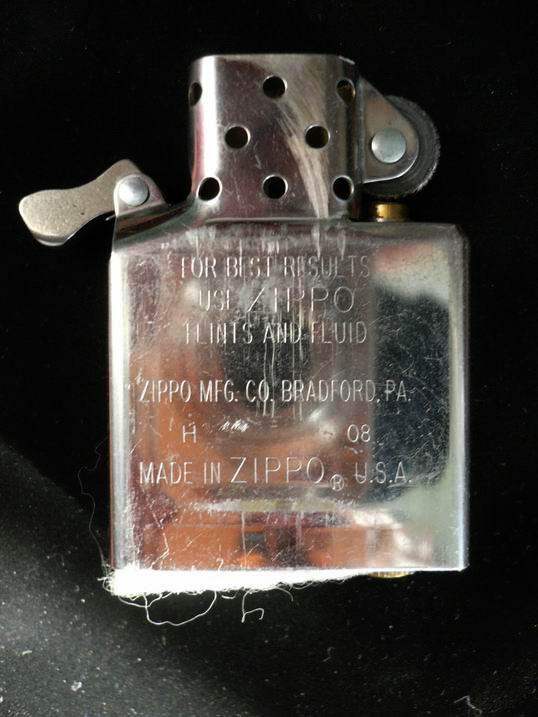 FOR BEST RESULTS
USE ZIPPO
FLINTS AND FLUID
ZIPPO MFG. CO. BRADFORD, PA.
H 08
MADE IN ZIPPO® U.S.A.